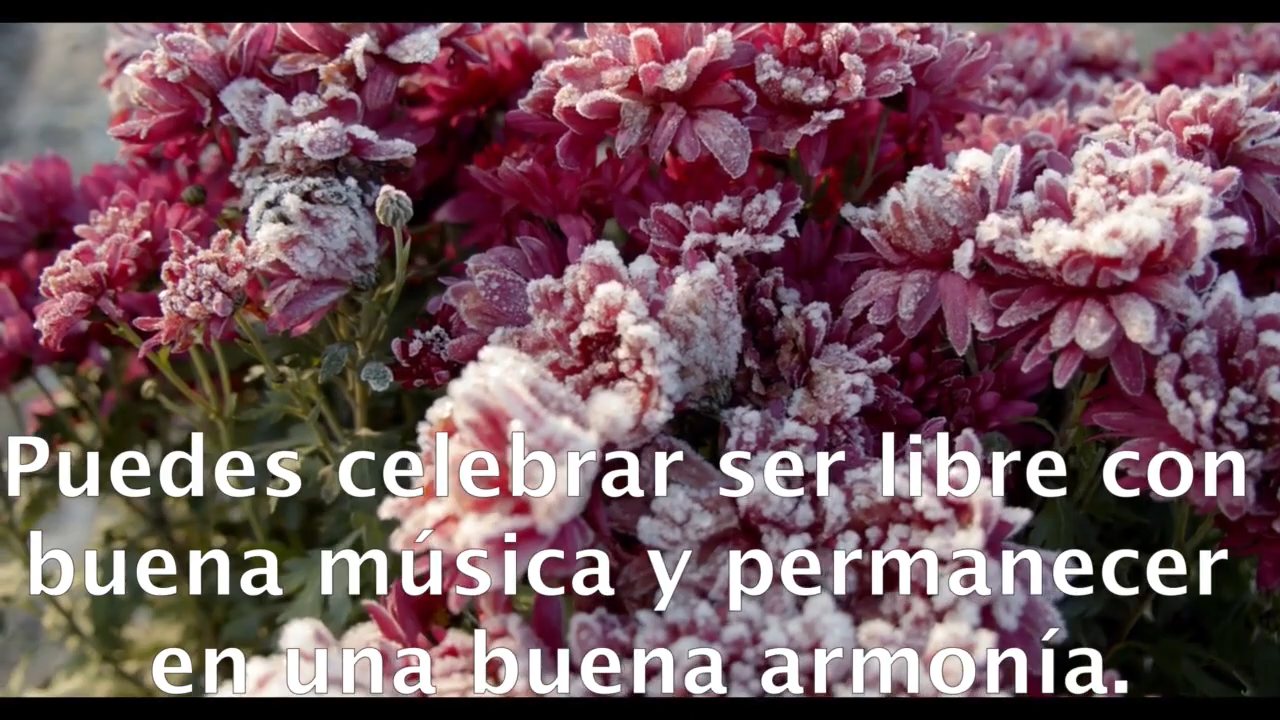 Puedes celebrar ser libre con
buena música y permanecer
en una buena armonía.